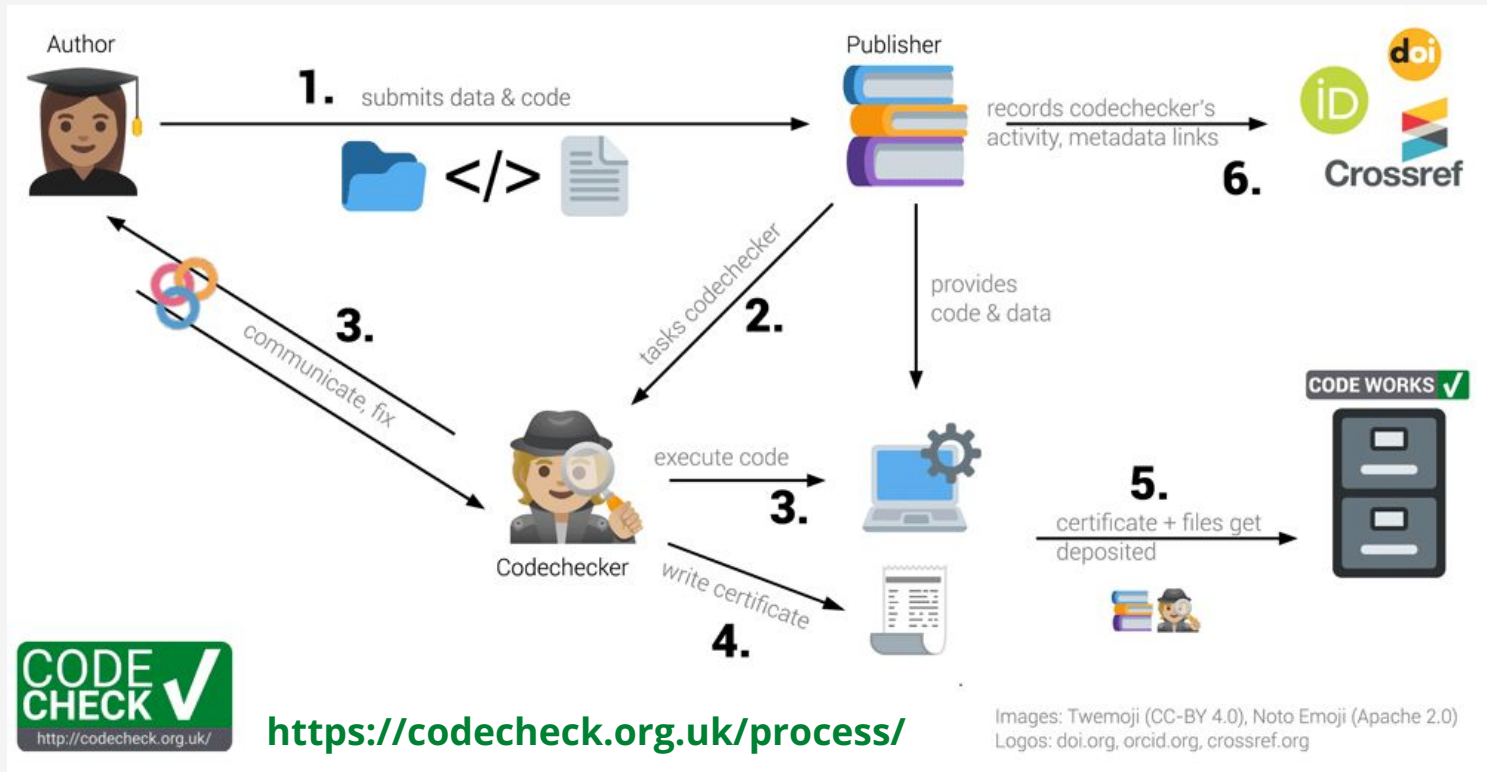 Author
Publisher
doi
iD
Crossref
1. submits data & code
</>
records codechecker's
activity, metadata links
6.
tasks codechecker
2.
provides
code & data
3.
communicate, fix
CODE WORKS ✓
execute code
3.
Codechecker
write certificate
4.
5.
certificate + files get
deposited
CODE
CHECK
http://codecheck.org.uk/
https://codecheck.org.uk/process/
Images: Twemoji (CC-BY 4.0), Noto Emoji (Apache 2.0)
Logos: doi.org, orcid.org, crossref.org